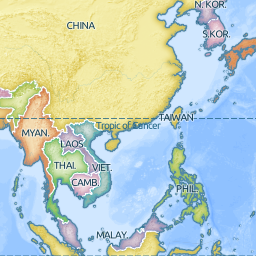 N. KOR.
CHINA
S.KOR.
TAIWAN
Tropic of Cancer
MYAN.
LAOS
THAI.
VIET.
CAMB.
PHIL.
MALAY.